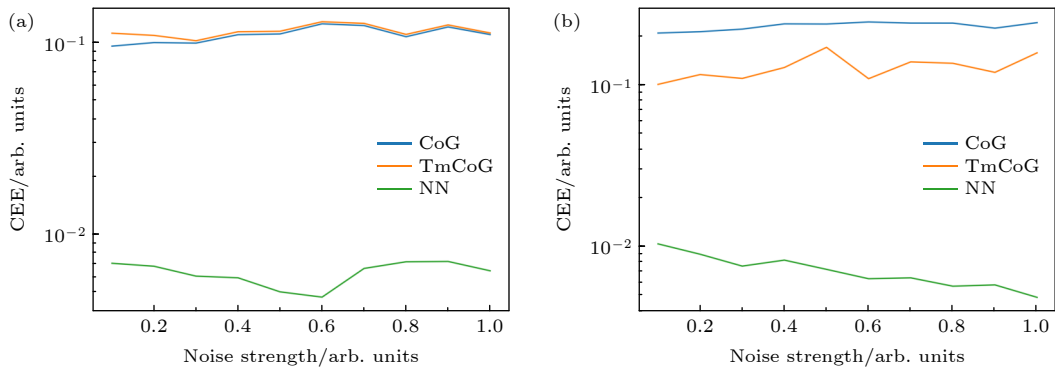 (a)
10⁻¹
10⁻²
CEE/arb. units
CoG
TmCoG
NN
0.2 0.4 0.6 0.8 1.0
Noise strength/arb. units
(b)
10⁻¹
10⁻²
CEE/arb. units
CoG
TmCoG
NN
0.2 0.4 0.6 0.8 1.0
Noise strength/arb. units